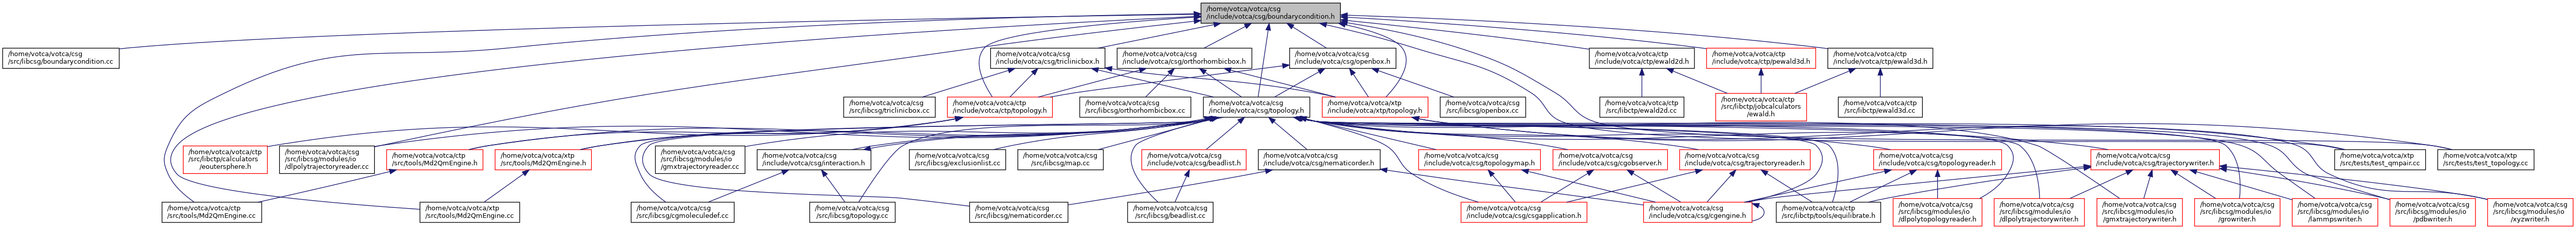 /home/votca/votca/csg
/include/votca/csg/boundarycondition.h
/home/votca/votca/csg
/src/libcsg/boundarycondition.cc
/home/votca/votca/csg
/include/votca/csg/triclinicbox.h
/home/votca/votca/csg
/include/votca/csg/orthorhombicbox.h
/home/votca/votca/csg
/include/votca/csg/openbox.h
/home/votca/votca/ctp
/include/votca/ctp/ewald2d.h
/home/votca/votca/ctp
/include/votca/ctp/pewald3d.h
/home/votca/votca/ctp
/include/votca/ctp/ewald3d.h
/home/votca/votca/csg
/src/libcsg/triclinicbox.cc
/home/votca/votca/ctp
/include/votca/ctp/topology.h
/home/votca/votca/csg
/src/libcsg/orthorhombicbox.cc
/home/votca/votca/csg
/include/votca/csg/topology.h
/home/votca/votca/xtp
/include/votca/xtp/topology.h
/home/votca/votca/csg
/src/libcsg/openbox.cc
/home/votca/votca/ctp
/src/libctp/ewald2d.cc
/home/votca/votca/ctp
/src/libctp/jobcalculators
/ewald.h
/home/votca/votca/ctp
/src/libctp/ewald3d.cc
/home/votca/votca/ctp
/src/libctp/calculators
/eoutersphere.h
/home/votca/votca/csg
/src/libcsg/modules/io
/dlpolytrajectoryreader.cc
/home/votca/votca/ctp
/src/tools/Md2QmEngine.h
/home/votca/votca/xtp
/src/tools/Md2QmEngine.h
/home/votca/votca/csg
/src/libcsg/modules/io
/gmxtrajectoryreader.cc
/home/votca/votca/csg
/include/votca/csg/interaction.h
/home/votca/votca/csg
/src/libcsg/exclusionlist.cc
/home/votca/votca/csg
/src/libcsg/map.cc
/home/votca/votca/csg
/include/votca/csg/beadlist.h
/home/votca/votca/csg
/include/votca/csg/nematicorder.h
/home/votca/votca/csg
/include/votca/csg/topologymap.h
/home/votca/votca/csg
/include/votca/csg/cgobserver.h
/home/votca/votca/csg
/include/votca/csg/trajectoryreader.h
/home/votca/votca/csg
/include/votca/csg/topologyreader.h
/home/votca/votca/csg
/include/votca/csg/trajectorywriter.h
/home/votca/votca/xtp
/src/tests/test_qmpair.cc
/home/votca/votca/xtp
/src/tests/test_topology.cc
/home/votca/votca/ctp
/src/tools/Md2QmEngine.cc
/home/votca/votca/xtp
/src/tools/Md2QmEngine.cc
/home/votca/votca/csg
/src/libcsg/cgmoleculedef.cc
/home/votca/votca/csg
/src/libcsg/topology.cc
/home/votca/votca/csg
/src/libcsg/nematicorder.cc
/home/votca/votca/csg
/src/libcsg/beadlist.cc
/home/votca/votca/csg
/include/votca/csg/csgapplication.h
/home/votca/votca/csg
/include/votca/csg/cgengine.h
/home/votca/votca/ctp
/src/libctp/tools/equilibrate.h
/home/votca/votca/csg
/src/libcsg/modules/io
/dlpolytopologyreader.h
/home/votca/votca/csg
/src/libcsg/modules/io
/dlpolytrajectorywriter.h
/home/votca/votca/csg
/src/libcsg/modules/io
/gmxtrajectorywriter.h
/home/votca/votca/csg
/src/libcsg/modules/io
/growriter.h
/home/votca/votca/csg
/src/libcsg/modules/io
/lammpswriter.h
/home/votca/votca/csg
/src/libcsg/modules/io
/pdbwriter.h
/home/votca/votca/csg
/src/libcsg/modules/io
/xyzwriter.h